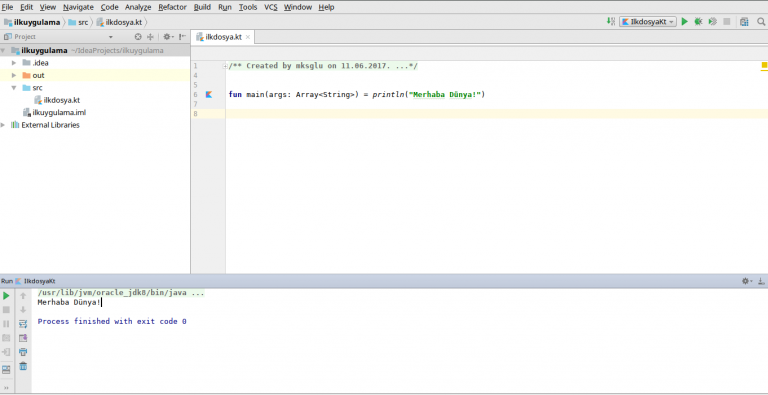 File Edit View Navigate Code Analyze Refactor Build Run Tools VCS Window Help
ilkuygulama src ilkdosya.kt IlkdosyaKt
Project
ilkdosya.kt
ilkuygulama ~/IdeaProjects/ilkuygulama
.idea
out
src
ilkdosya.kt
ilkuygulama.iml
External Libraries
1 /** Created by mksglu on 11.06.2017. ...*/
4
5
6 fun main(args: Array<String>) = println("Merhaba Dünya!")
7
8
Run IlkdosyaKt
/usr/lib/jvm/oracle_jdk8/bin/java ...
Merhaba Dünya!
Process finished with exit code 0